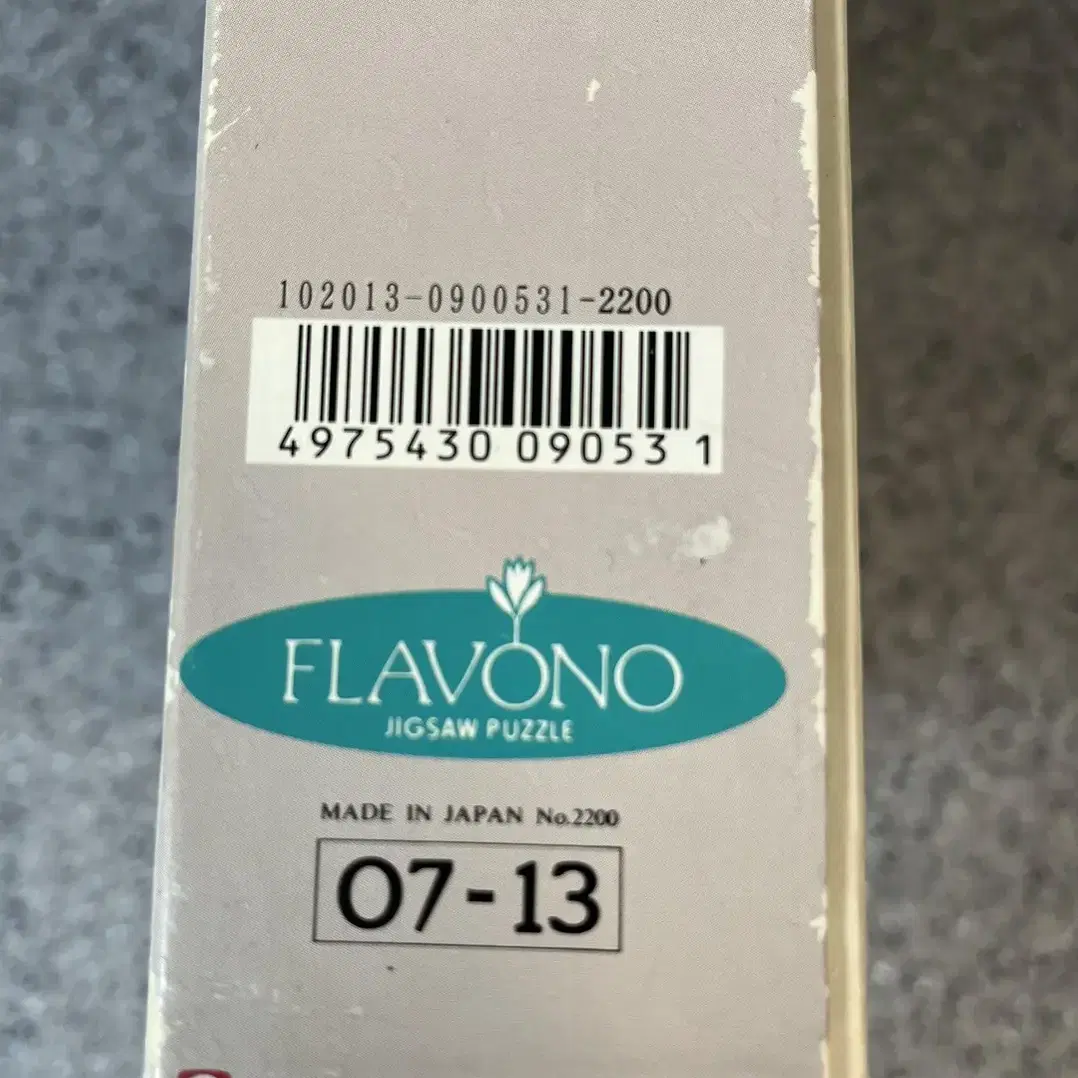 102013-0900531-2200
4975430 09053 1
FLAVONO
JIGSAW PUZZLE
MADE IN JAPAN No.2200
07-13